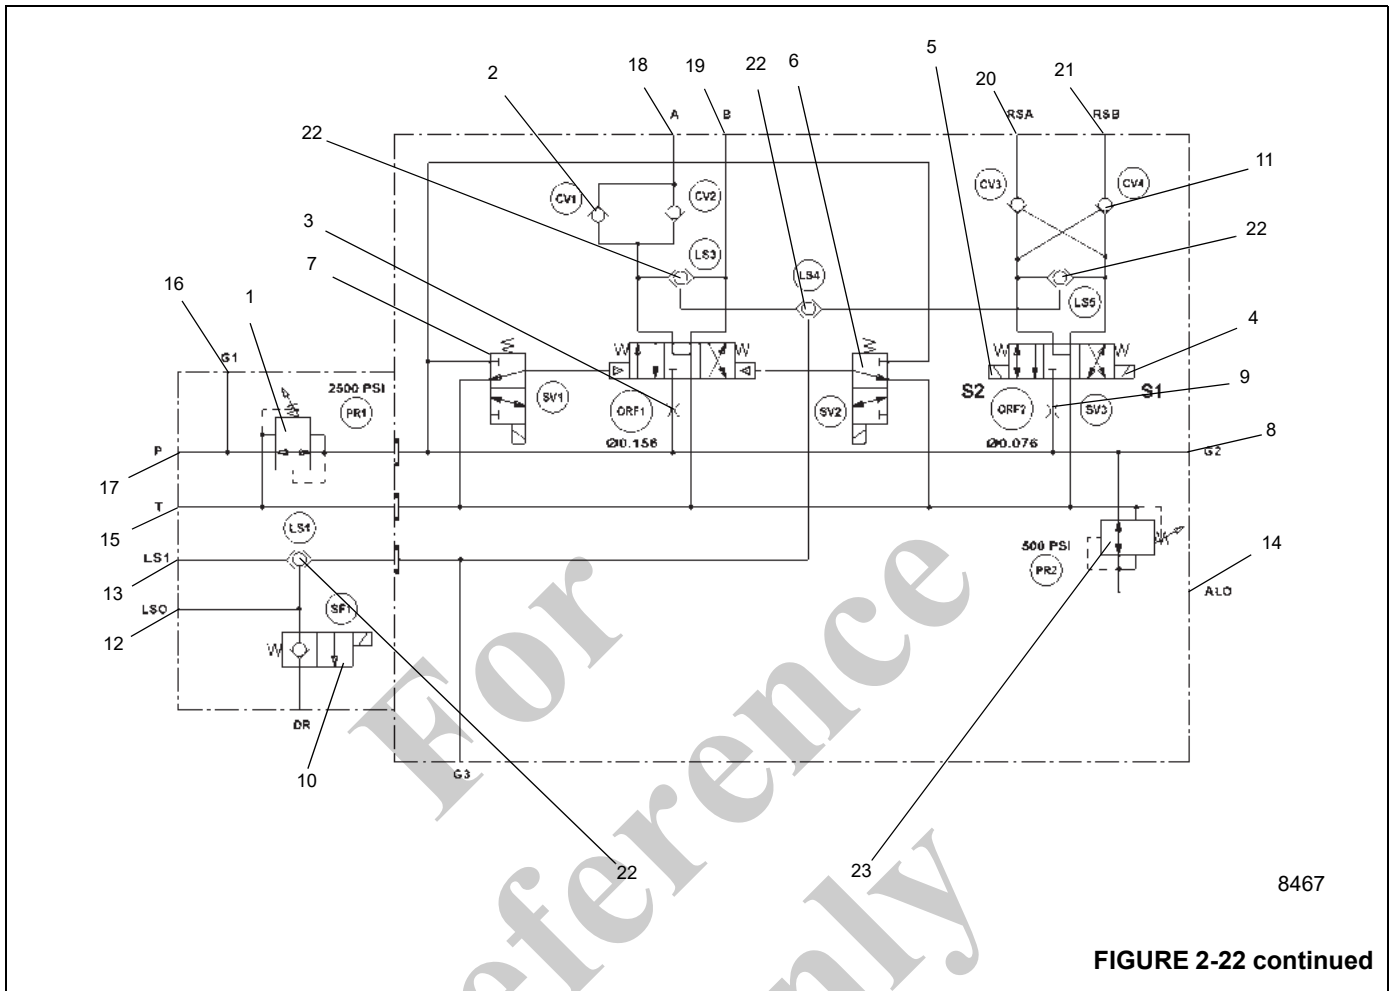 5
18
19
22
6
2
20
21
A
B
RSA
RSB
22
11
CV1
CV2
CV3
CV4
3
22
LS3
7
LS4
16
1
LS5
4
G1
2500 PSI
PR1
S2
S1
9
SV1
ORF1
SV2
ORF2
SV3
Ø0.156
Ø0.076
8
P
G2
17
T
15
LS1
LS1
500 PSI
14
13
PR2
LSO
SF1
ALO
12
DR
10
G3
22
23
8467
For
Reference
Only
FIGURE 2-22 continued